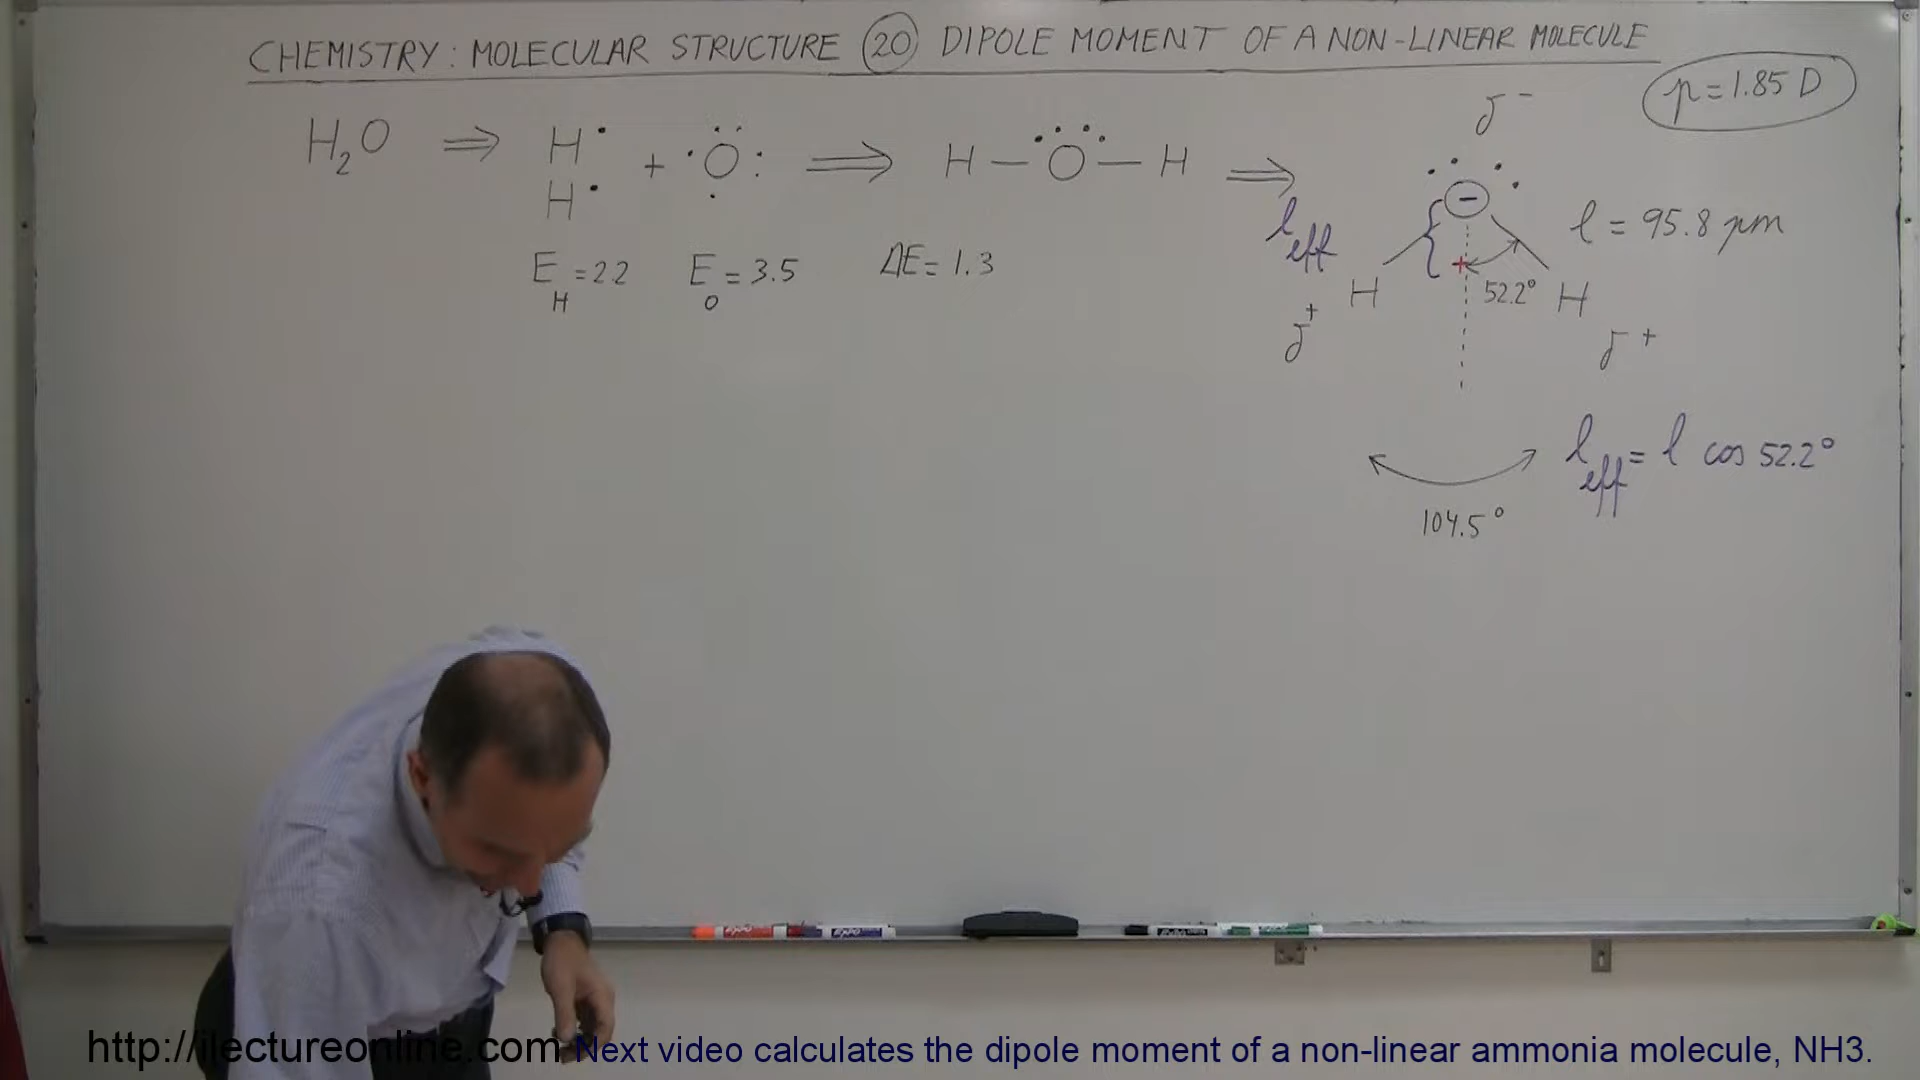 CHEMISTRY: MOLECULAR STRUCTURE 20 DIPOLE MOMENT OF A NON-LINEAR MOLECULE
p = 1.85 D
H₂O ⇒ H· H· + ·O: ⇒ H — O — H ⇒
δ⁻
−
l = 95.8 pm
l eff
+
52.2°
H
H
δ⁺
δ⁺
E_H = 2.2 E_O = 3.5 ΔE = 1.3
l eff = l cos 52.2°
104.5°
http://ilectureonline.com
Next video calculates the dipole moment of a non-linear ammonia molecule, NH3.